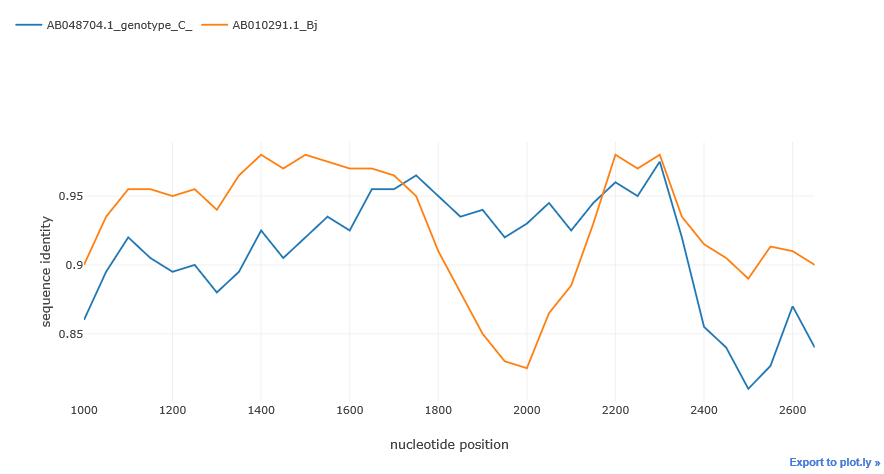 AB048704.1_genotype_C_ AB010291.1_Bj
0.95
0.9
0.85
sequence identity
1000 1200 1400 1600 1800 2000 2200 2400 2600
nucleotide position
Export to plot.ly »